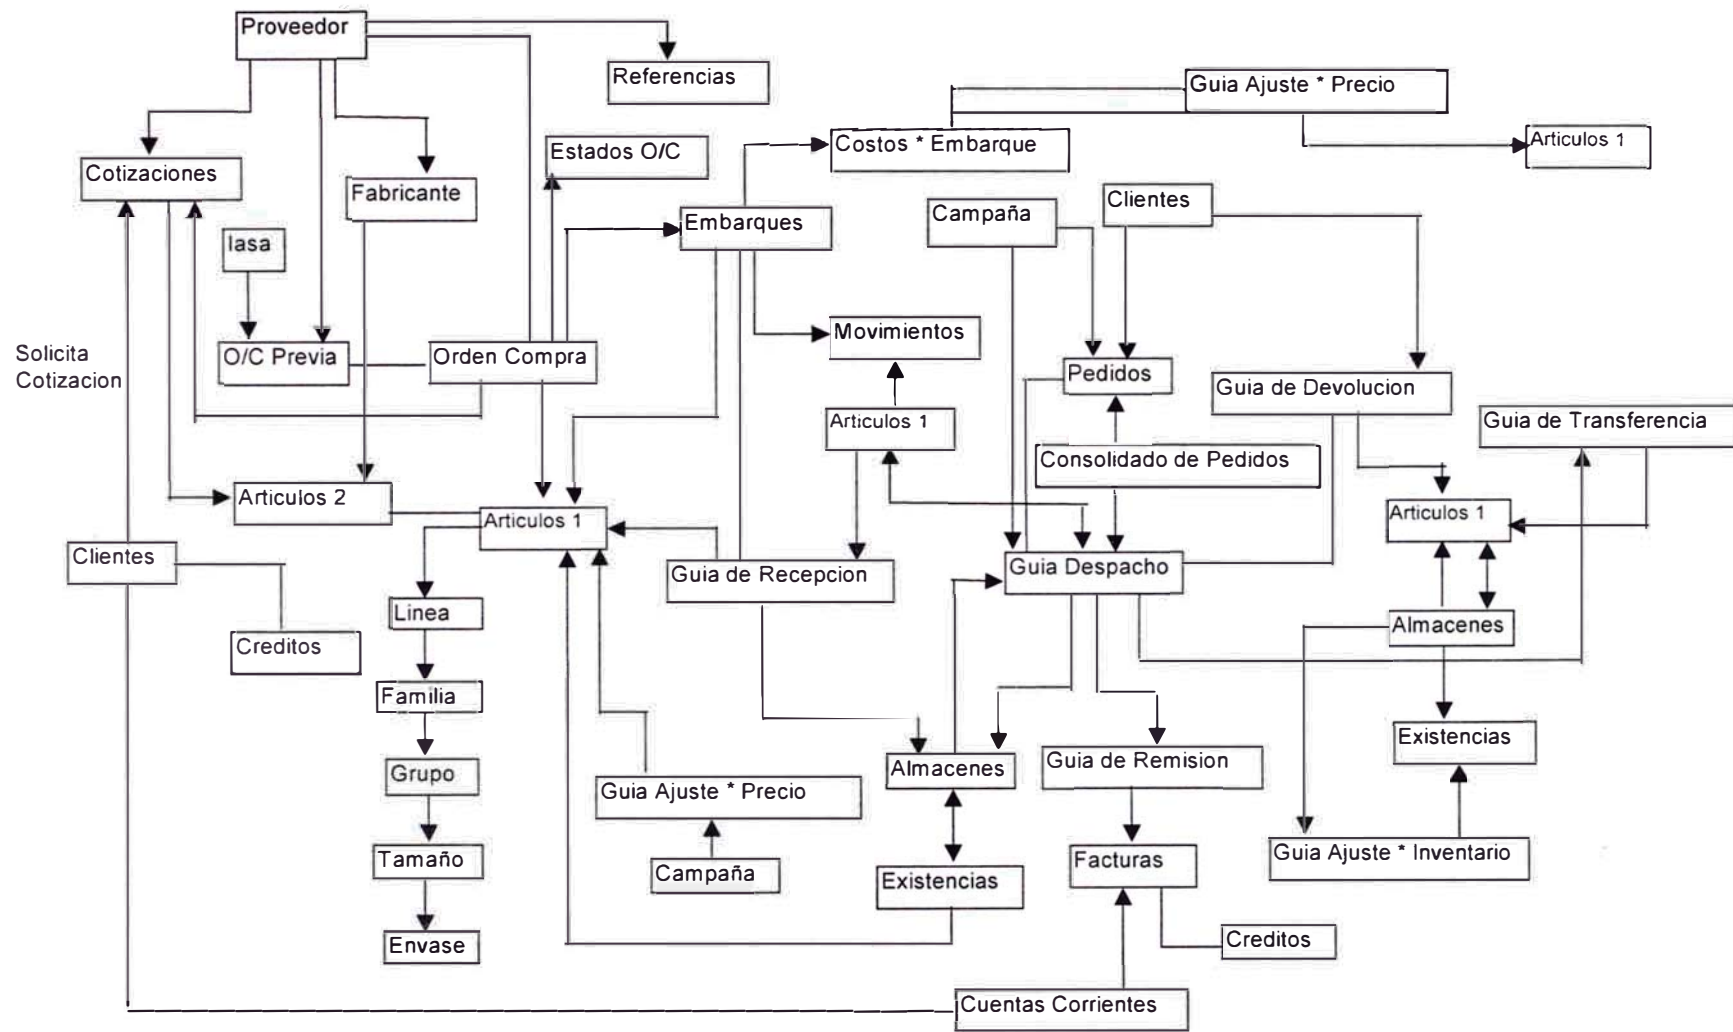 Proveedor
Referencias
Guia Ajuste * Precio
Estados O/C
Costos * Embarque
Articulos 1
Cotizaciones
Fabricante
Embarques
Campaña
Clientes
Iasa
Movimientos
O/C Previa
Orden Compra
Pedidos
Guia de Devolucion
Solicita
Cotizacion
Articulos 1
Guia de Transferencia
Consolidado de Pedidos
Articulos 2
Articulos 1
Articulos 1
Clientes
Guia de Recepcion
Guia Despacho
Linea
Almacenes
Creditos
Familia
Existencias
Grupo
Guia Ajuste * Precio
Almacenes
Guia de Remision
Tamaño
Campaña
Existencias
Facturas
Guia Ajuste * Inventario
Envase
Creditos
Cuentas Corrientes